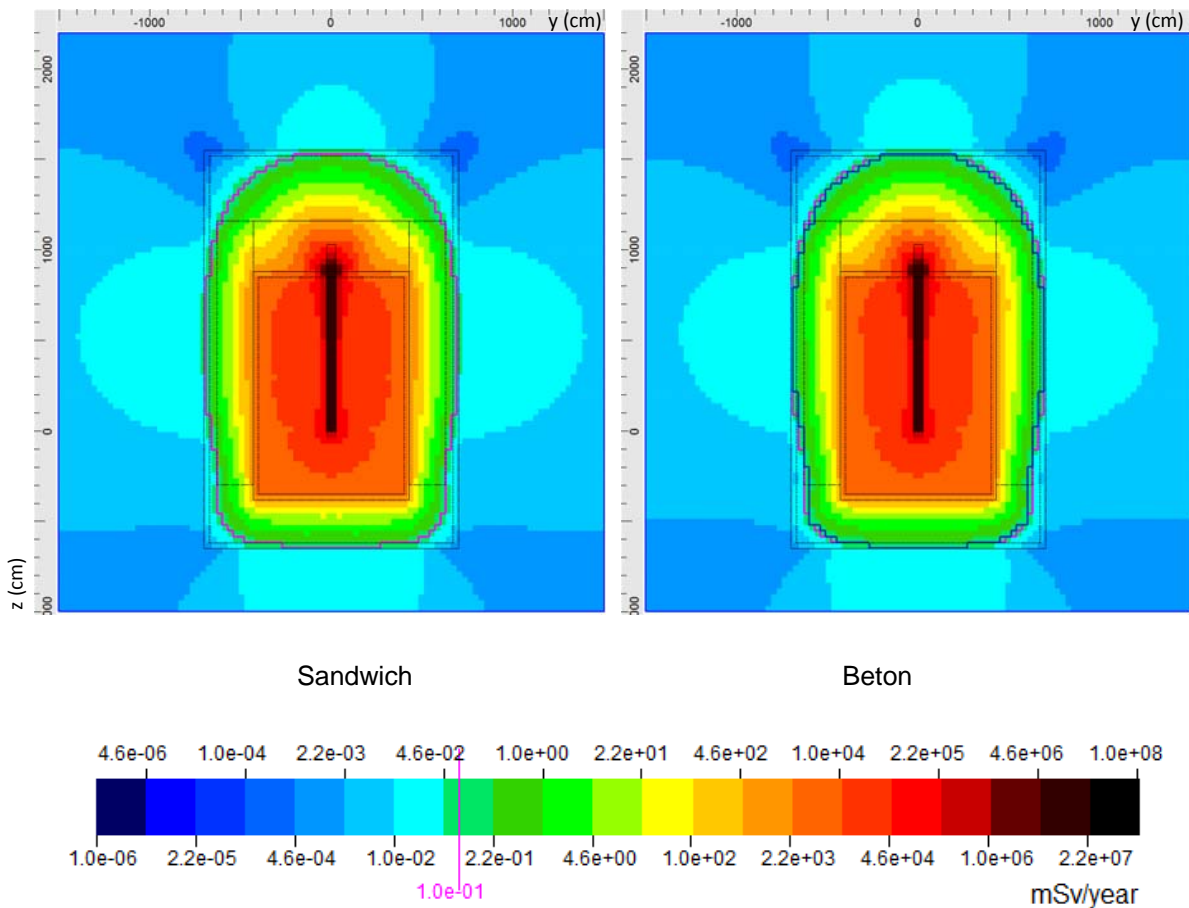 -1000 0 y (cm) 1000
-1000 0 y (cm) 1000
2000
1000
0
000
z (cm)
2000
1000
0
000
Sandwich Beton
4.6e-06 1.0e-04 2.2e-03 4.6e-02 1.0e+00 2.2e+01 4.6e+02 1.0e+04 2.2e+05 4.6e+06 1.0e+08
1.0e-06 2.2e-05 4.6e-04 1.0e-02 2.2e-01 4.6e+00 1.0e+02 2.2e+03 4.6e+04 1.0e+06 2.2e+07
1.0e-01
mSv/year